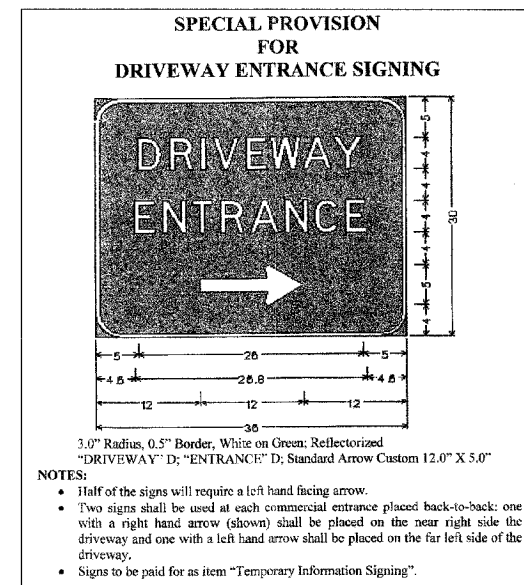 SPECIAL PROVISION
FOR
DRIVEWAY ENTRANCE SIGNING
DRIVEWAY
ENTRANCE
5
4
4
4
4
5
4
30
5 26 5
4.6 26.8 4.6
12 12 12
36
3.0" Radius, 0.5" Border, White on Green; Reflectorized
"DRIVEWAY" D; "ENTRANCE" D; Standard Arrow Custom 12.0" X 5.0"
NOTES:
• Half of the signs will require a left hand facing arrow.
• Two signs shall be used at each commercial entrance placed back-to-back: one
with a right hand arrow (shown) shall be placed on the near right side the
driveway and one with a left hand arrow shall be placed on the far left side of the
driveway.
• Signs to be paid for as item "Temporary Information Signing".